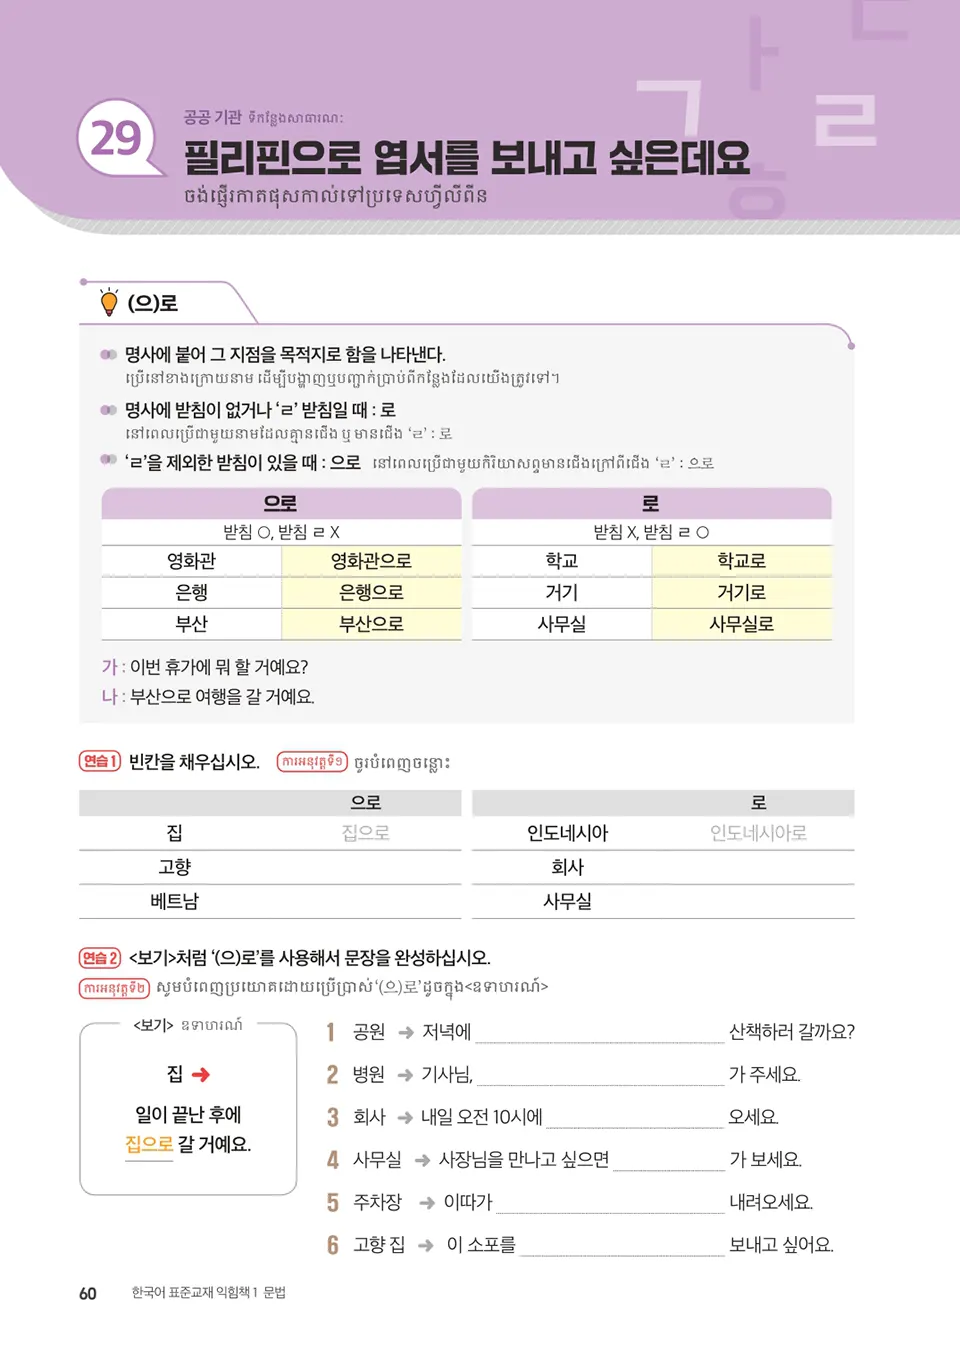 29
공공 기관 ទីកន្លែងសាធារណៈ
필리핀으로 엽서를 보내고 싶은데요
ចង់ផ្ញើរកាតផុសកាល់ទៅប្រទេសហ្វីលីពីន
(으)로
명사에 붙어 그 지점을 목적지로 함을 나타낸다.
ប្រើនៅខាងក្រោយនាម ដើម្បីបង្ហាញឬបញ្ជាក់ប្រាប់ពីកន្លែងដែលយើងត្រូវទៅ។
명사에 받침이 없거나 ‘ㄹ’ 받침일 때 : 로
នៅពេលប្រើជាមួយនាមដែលគ្មានជើង ឬ មានជើង ‘ㄹ’ : 로
‘ㄹ’을 제외한 받침이 있을 때 : 으로 នៅពេលប្រើជាមួយកិរិយាសព្ទមានជើងក្រៅពីជើង ‘ㄹ’ : 으로
으로 로
받침 O, 받침 ㄹ X 받침 X, 받침 ㄹ O
영화관 영화관으로 학교 학교로
은행 은행으로 거기 거기로
부산 부산으로 사무실 사무실로
가 : 이번 휴가에 뭐 할 거예요?
나 : 부산으로 여행을 갈 거예요.
연습 1 빈칸을 채우십시오. ការអនុវត្តទី១ ចូរបំពេញចន្លោះ
으로 로
집 집으로 인도네시아 인도네시아로
고향 회사
베트남 사무실
연습 2 <보기>처럼 ‘(으)로’를 사용해서 문장을 완성하십시오.
ការអនុវត្តទី២ សូមបំពេញប្រយោគដោយប្រើប្រាស់ ‘(으)로’ ដូចក្នុង<ឧទាហរណ៍>
<보기> ឧទាហរណ៍
집 ➜
일이 끝난 후에
집으로 갈 거예요.
1 공원 ➜ 저녁에 산책하러 갈까요?
2 병원 ➜ 기사님, 가 주세요.
3 회사 ➜ 내일 오전 10시에 오세요.
4 사무실 ➜ 사장님을 만나고 싶으면 가 보세요.
5 주차장 ➜ 이따가 내려오세요.
6 고향 집 ➜ 이 소포를 보내고 싶어요.
60 한국어 표준교재 익힘책 1 문법